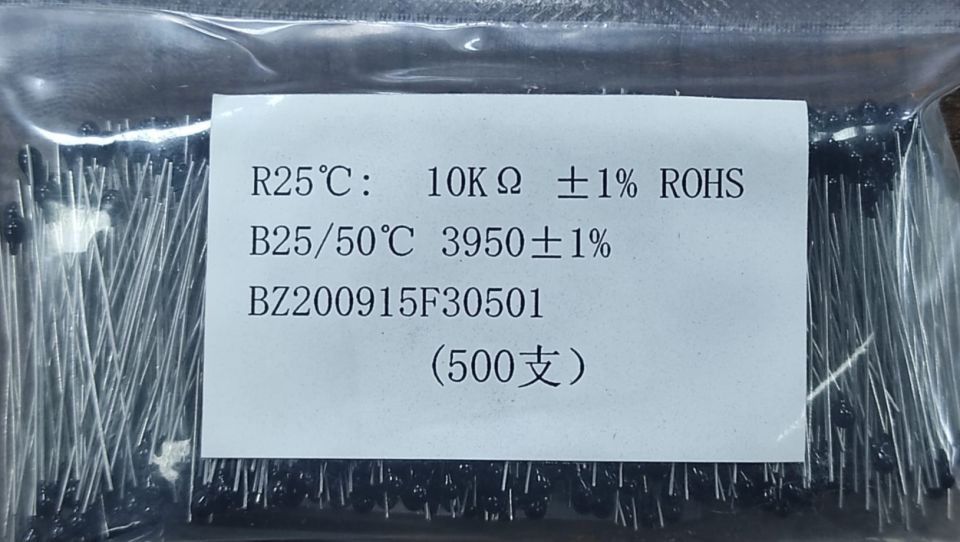 R25℃: 10KΩ ±1% ROHS
B25/50℃ 3950±1%
BZ200915F30501
(500支)